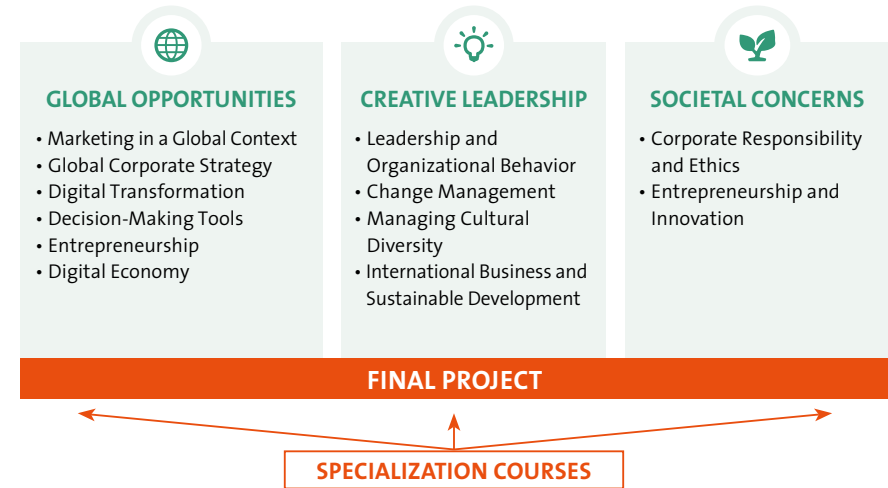 GLOBAL OPPORTUNITIES
• Marketing in a Global Context
• Global Corporate Strategy
• Digital Transformation
• Decision-Making Tools
• Entrepreneurship
• Digital Economy
CREATIVE LEADERSHIP
• Leadership and
Organizational Behavior
• Change Management
• Managing Cultural
Diversity
• International Business and
Sustainable Development
SOCIETAL CONCERNS
• Corporate Responsibility
and Ethics
• Entrepreneurship and
Innovation
FINAL PROJECT
SPECIALIZATION COURSES